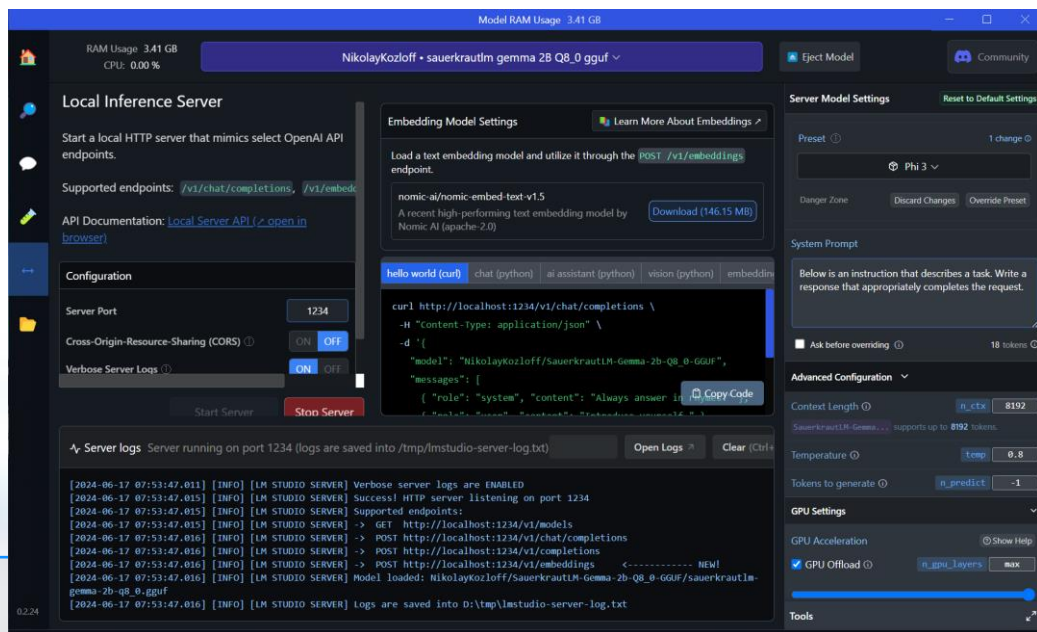 Model RAM Usage 3.41 GB
RAM Usage 3.41 GB
CPU: 0.00 %
NikolayKozloff • sauerkrautlm gemma 2B Q8_0 gguf
Eject Model
Community
Local Inference Server
Start a local HTTP server that mimics select OpenAI API
endpoints.
Supported endpoints: /v1/chat/completions, /v1/embedd
API Documentation: Local Server API (↗ open in
browser)
Configuration
Server Port 1234
Cross-Origin-Resource-Sharing (CORS) ON OFF
Verbose Server Logs ON OFF
Start Server Stop Server
Embedding Model Settings
Learn More About Embeddings ↗
Load a text embedding model and utilize it through the POST /v1/embeddings
endpoint.
nomic-ai/nomic-embed-text-v1.5
A recent high-performing text embedding model by
Nomic AI (apache-2.0)
Download (146.15 MB)
hello world (curl) chat (python) ai assistant (python) vision (python) embedding
curl http://localhost:1234/v1/chat/completions \
-H "Content-Type: application/json" \
-d '{
"model": "NikolayKozloff/SauerkrautLM-Gemma-2b-Q8_0-GGUF",
"messages": [
{ "role": "system", "content": "Always answer in rhymes." },
{ "role": "user", "content": "Introduce yourself." }
Copy Code
Server logs Server running on port 1234 (logs are saved into /tmp/lmstudio-server-log.txt)
Open Logs ↗
Clear (Ctrl+
[2024-06-17 07:53:47.011] [INFO] [LM STUDIO SERVER] Verbose server logs are ENABLED
[2024-06-17 07:53:47.015] [INFO] [LM STUDIO SERVER] Success! HTTP server listening on port 1234
[2024-06-17 07:53:47.015] [INFO] [LM STUDIO SERVER] Supported endpoints:
[2024-06-17 07:53:47.015] [INFO] [LM STUDIO SERVER] -> GET http://localhost:1234/v1/models
[2024-06-17 07:53:47.016] [INFO] [LM STUDIO SERVER] -> POST http://localhost:1234/v1/chat/completions
[2024-06-17 07:53:47.016] [INFO] [LM STUDIO SERVER] -> POST http://localhost:1234/v1/completions
[2024-06-17 07:53:47.016] [INFO] [LM STUDIO SERVER] -> POST http://localhost:1234/v1/embeddings <------------ NEW!
[2024-06-17 07:53:47.016] [INFO] [LM STUDIO SERVER] Model loaded: NikolayKozloff/SauerkrautLM-Gemma-2b-Q8_0-GGUF/sauerkrautlm-
gemma-2b-q8_0.gguf
[2024-06-17 07:53:47.016] [INFO] [LM STUDIO SERVER] Logs are saved into D:\tmp\lmstudio-server-log.txt
0.2.24
Server Model Settings
Reset to Default Settings
Preset
1 change
Phi 3
Danger Zone Discard Changes Override Preset
System Prompt
Below is an instruction that describes a task. Write a
response that appropriately completes the request.
Ask before overriding
18 tokens
Advanced Configuration
Context Length n_ctx 8192
SauerkrautLM-Gemma... supports up to 8192 tokens.
Temperature temp 0.8
Tokens to generate n_predict -1
GPU Settings
GPU Acceleration Show Help
GPU Offload n_gpu_layers max
Tools